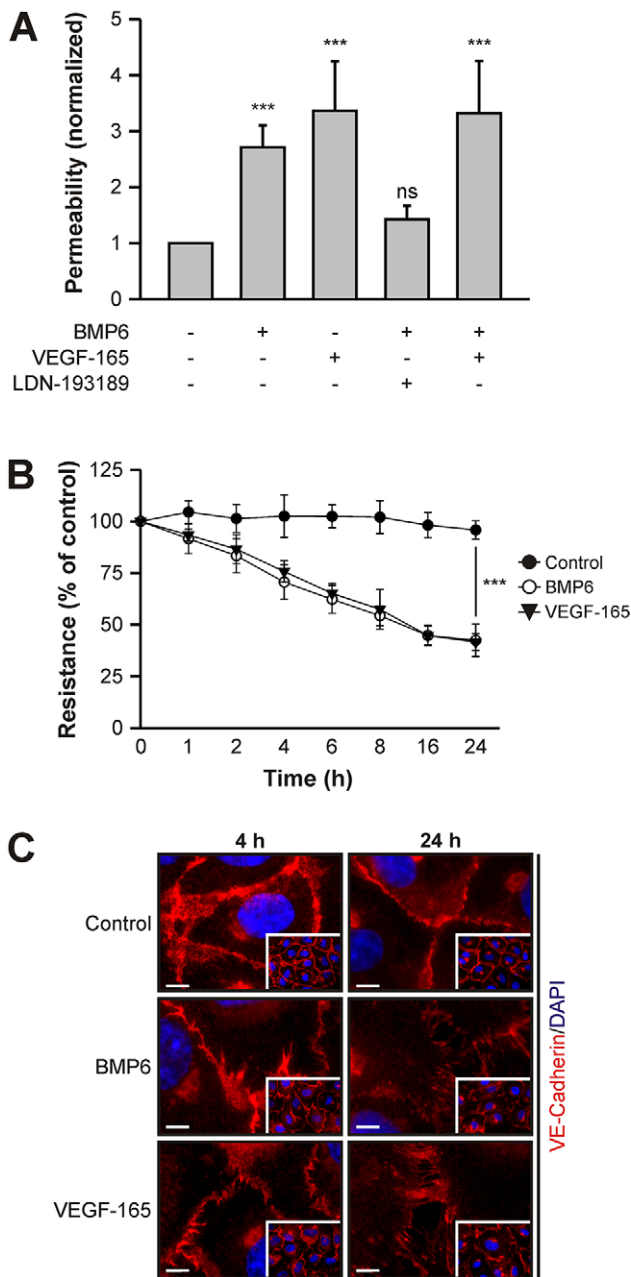 A
Permeability (normalized)
5
4
3
2
1
0
***
***
ns
***
BMP6 - + - + +
VEGF-165 - - + - +
LDN-193189 - - - + -
B
Resistance (% of control)
125
100
75
50
25
0
0 1 2 4 6 8 16 24
Time (h)
Control
BMP6
VEGF-165
***
C
4 h 24 h
Control
BMP6
VEGF-165
VE-Cadherin/DAPI